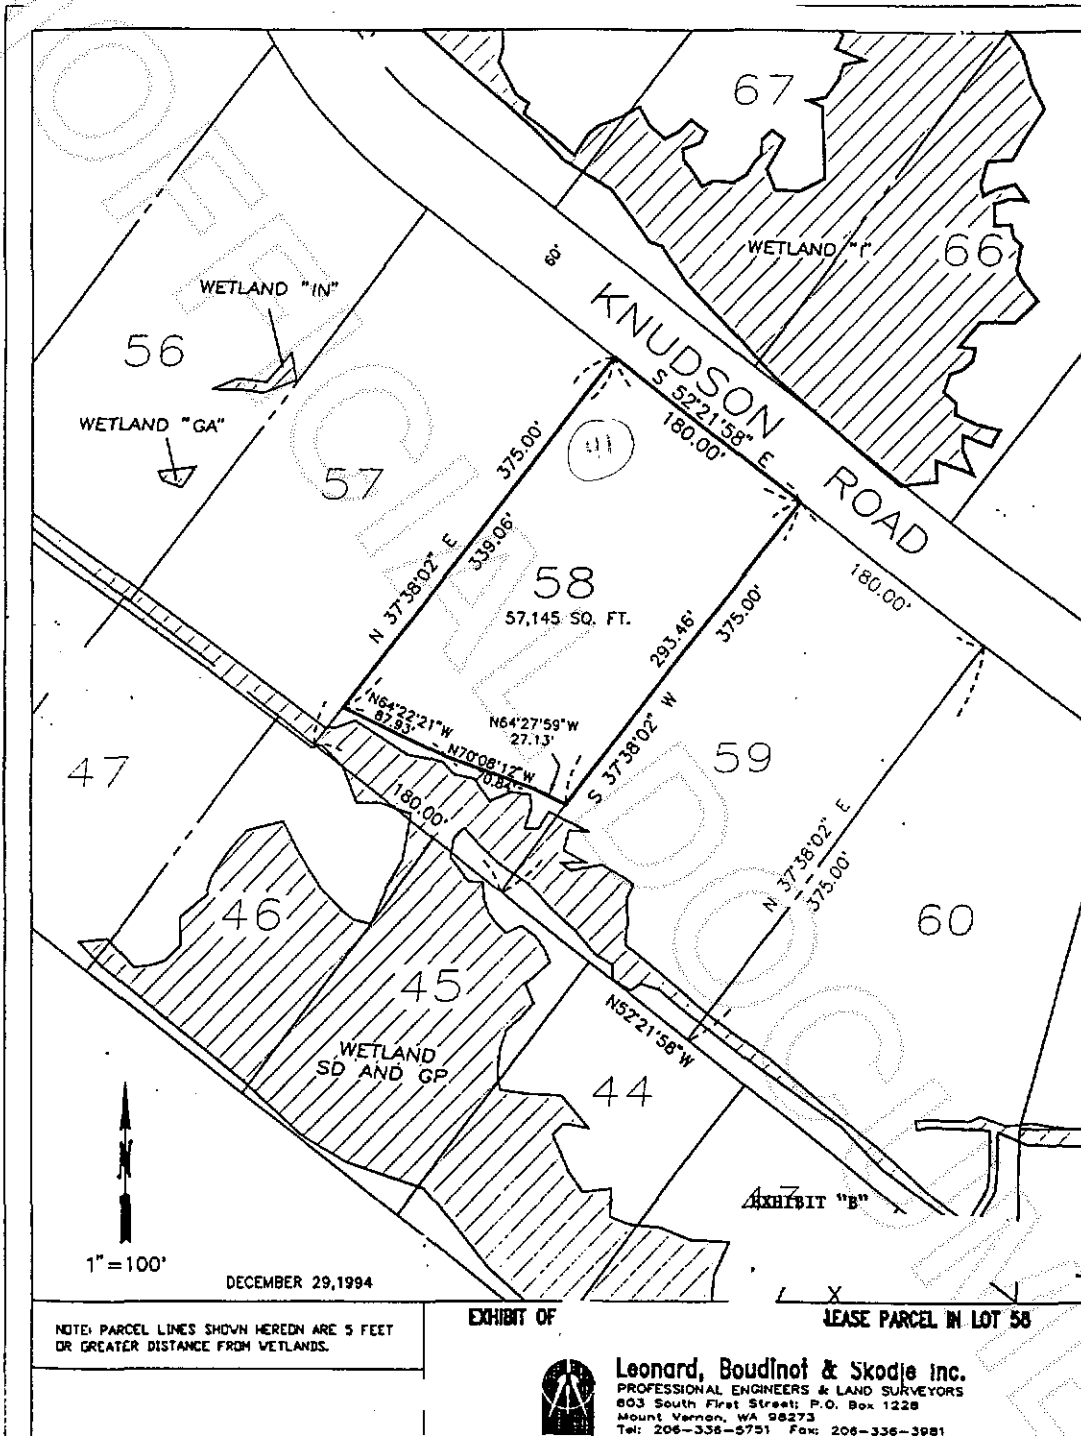 67
WETLAND "I"
66
60'
KNUDSON ROAD
WETLAND "IN"
56
WETLAND "GA"
57
S 52°21'58" E
180.00'
41
375.00'
N 37°38'02" E
339.06'
58
57,145 SQ. FT.
293.46'
375.00'
S 37°38'02" W
180.00'
N64°22'21"W
87.93'
N64°27'59"W
27.13'
N70°08'12"W
180.00'
59
N 37°38'02" E
375.00'
60
47
46
45
WETLAND
SD AND GP
N52°21'58"W
44
EXHIBIT "B"
N
1"=100'
DECEMBER 29,1994
X
NOTE: PARCEL LINES SHOWN HEREON ARE 5 FEET
OR GREATER DISTANCE FROM WETLANDS.
EXHIBIT OF LEASE PARCEL IN LOT 58
Leonard, Boudinot & Skodje Inc.
PROFESSIONAL ENGINEERS & LAND SURVEYORS
603 South First Street; P.O. Box 1228
Mount Vernon, WA 98273
Tel: 206-336-5751 Fax: 206-336-3981
UNOFFICIAL DOCUMENT